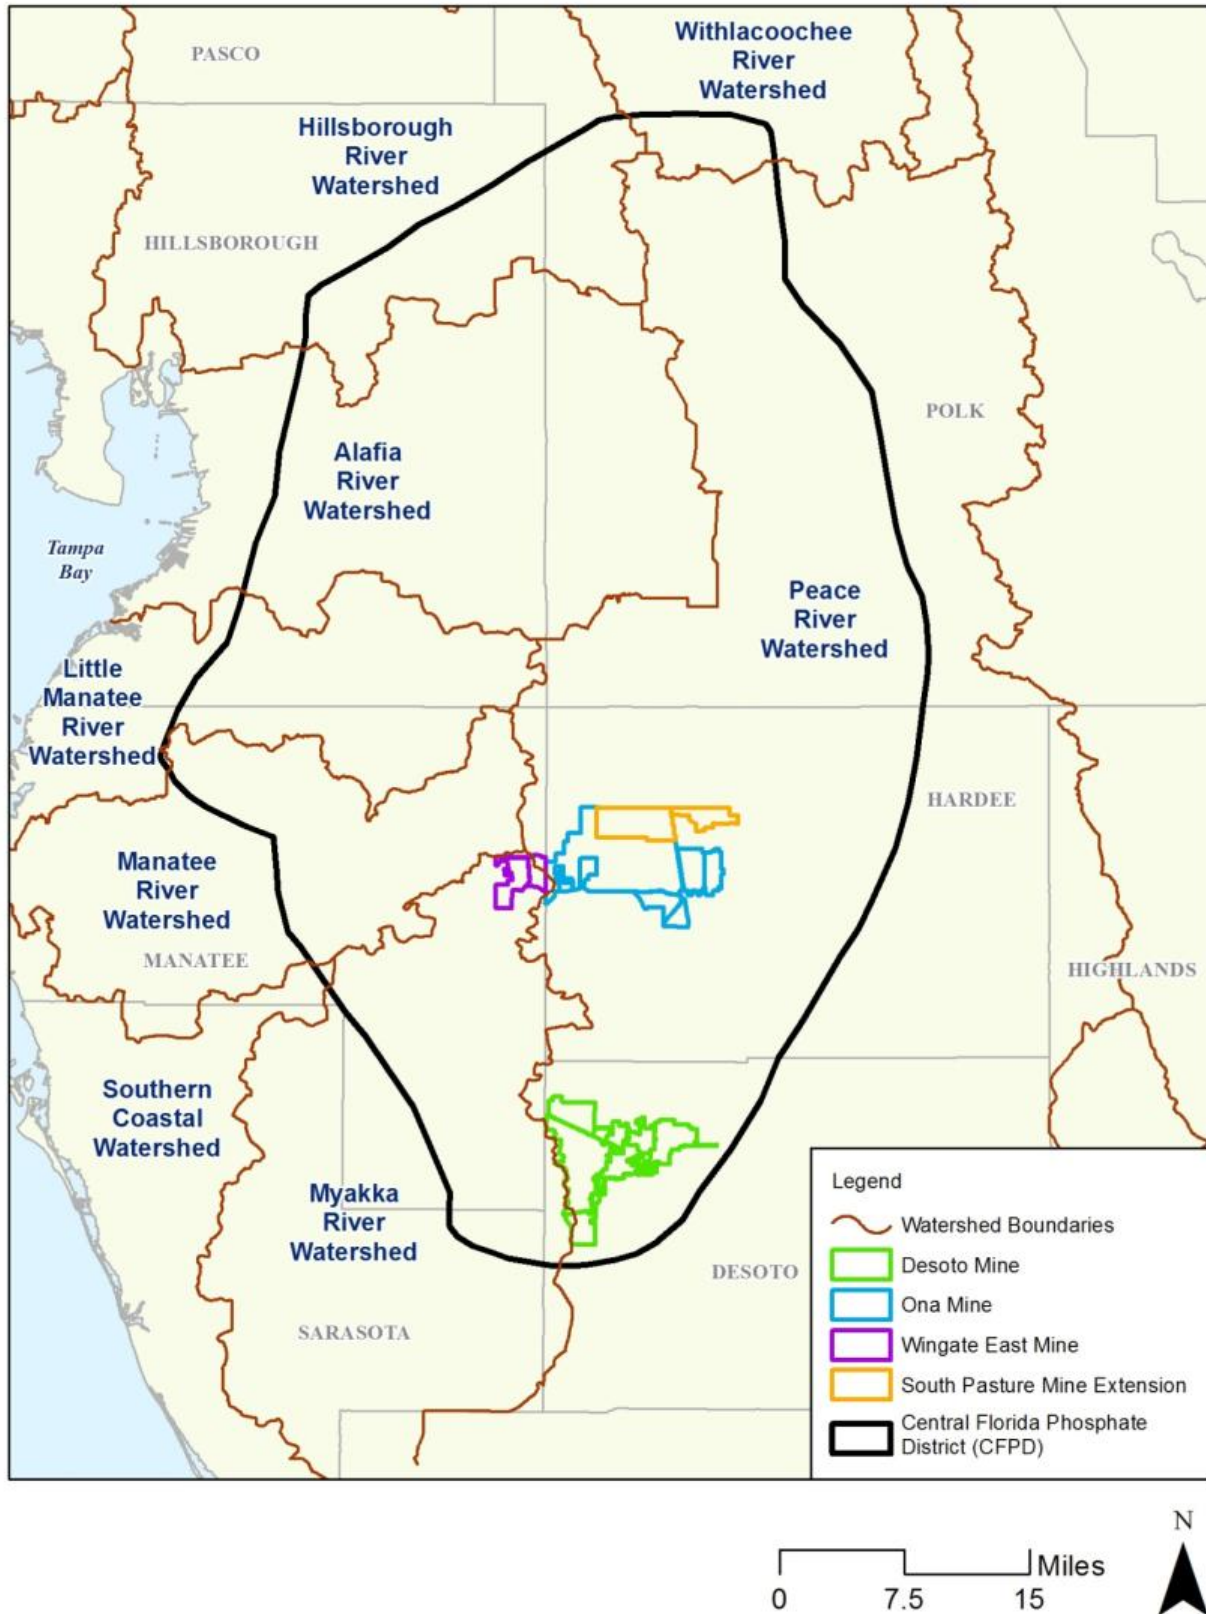 PASCO
Withlacoochee
River
Watershed
Hillsborough
River
Watershed
HILLSBOROUGH
POLK
Alafia
River
Watershed
Tampa
Bay
Peace
River
Watershed
Little
Manatee
River
Watershed
HARDEE
Manatee
River
Watershed
MANATEE
HIGHLANDS
Southern
Coastal
Watershed
Myakka
River
Watershed
DESOTO
SARASOTA
Legend
Watershed Boundaries
Desoto Mine
Ona Mine
Wingate East Mine
South Pasture Mine Extension
Central Florida Phosphate
District (CFPD)
N
Miles
0 7.5 15